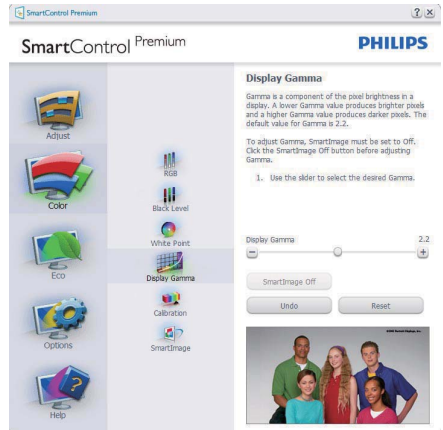 SmartControl Premium
SmartControl Premium
PHILIPS
Adjust
Color
Eco
Options
Help
RGB
Black Level
White Point
Display Gamma
Calibration
SmartImage
Display Gamma
Gamma is a component of the pixel brightness in a
display. A lower Gamma value produces brighter pixels
and a higher Gamma value produces darker pixels. The
default value for Gamma is 2.2.
To adjust Gamma, SmartImage must be set to Off.
Click the SmartImage Off button before adjusting
Gamma.
1. Use the slider to select the desired Gamma.
Display Gamma 2.2
SmartImage Off
Undo Reset